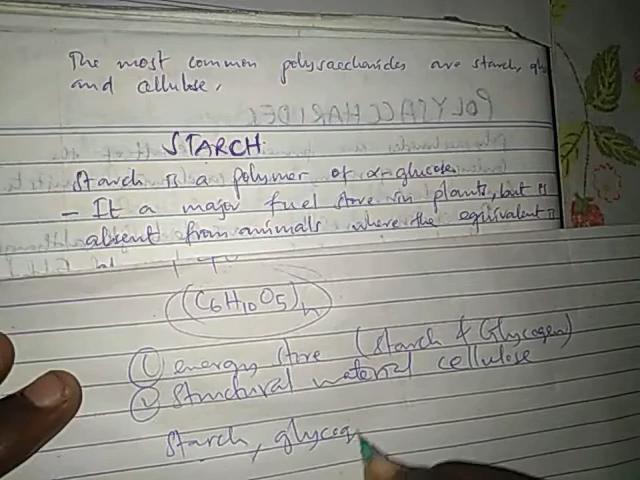 The most common polysaccharides are starch,
and cellulose,
POLYSACCHARIDES
STARCH:
Starch is a polymer of α-glucose.
- It a major fuel store in plants, but is
absent from animals where the equivalent is
(C6H10O5)n
(1) energy store (Starch & Glycogen)
(2) Structural material cellulose
Starch, glycog